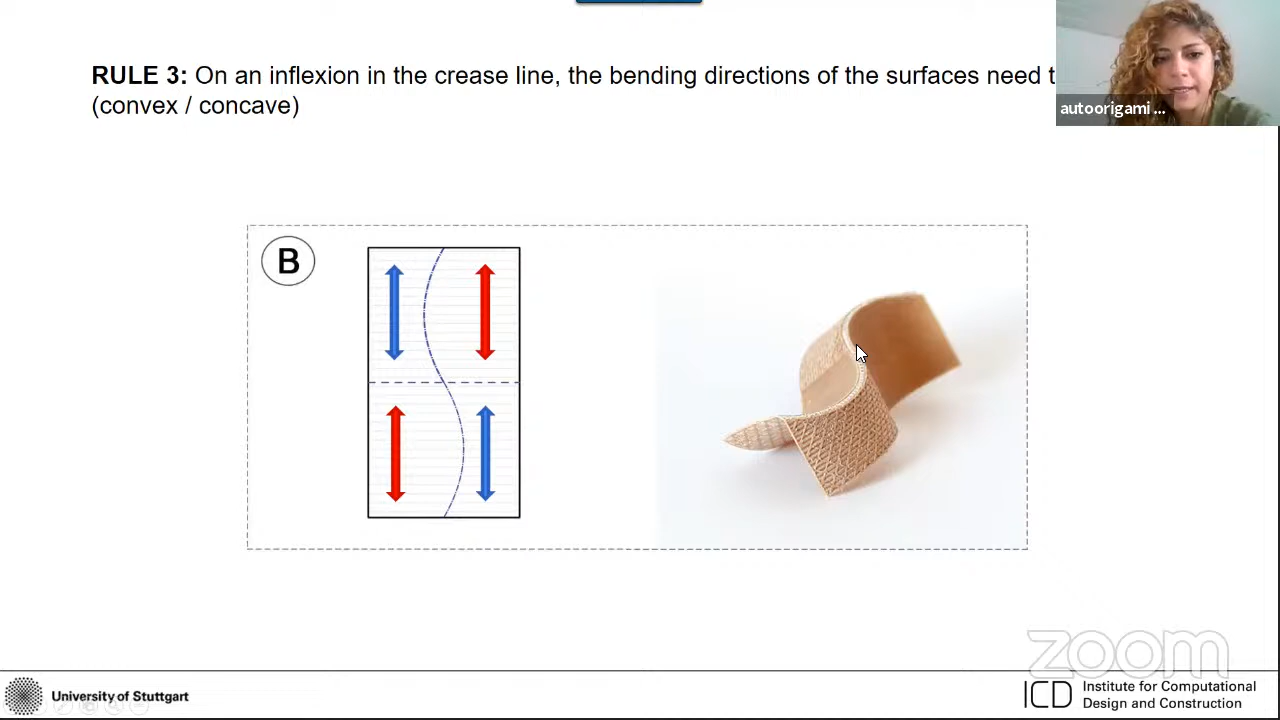 RULE 3: On an inflexion in the crease line, the bending directions of the surfaces need t
(convex / concave)
autoorigami ...
B
zoom
University of Stuttgart
ICD
Institute for Computational
Design and Construction